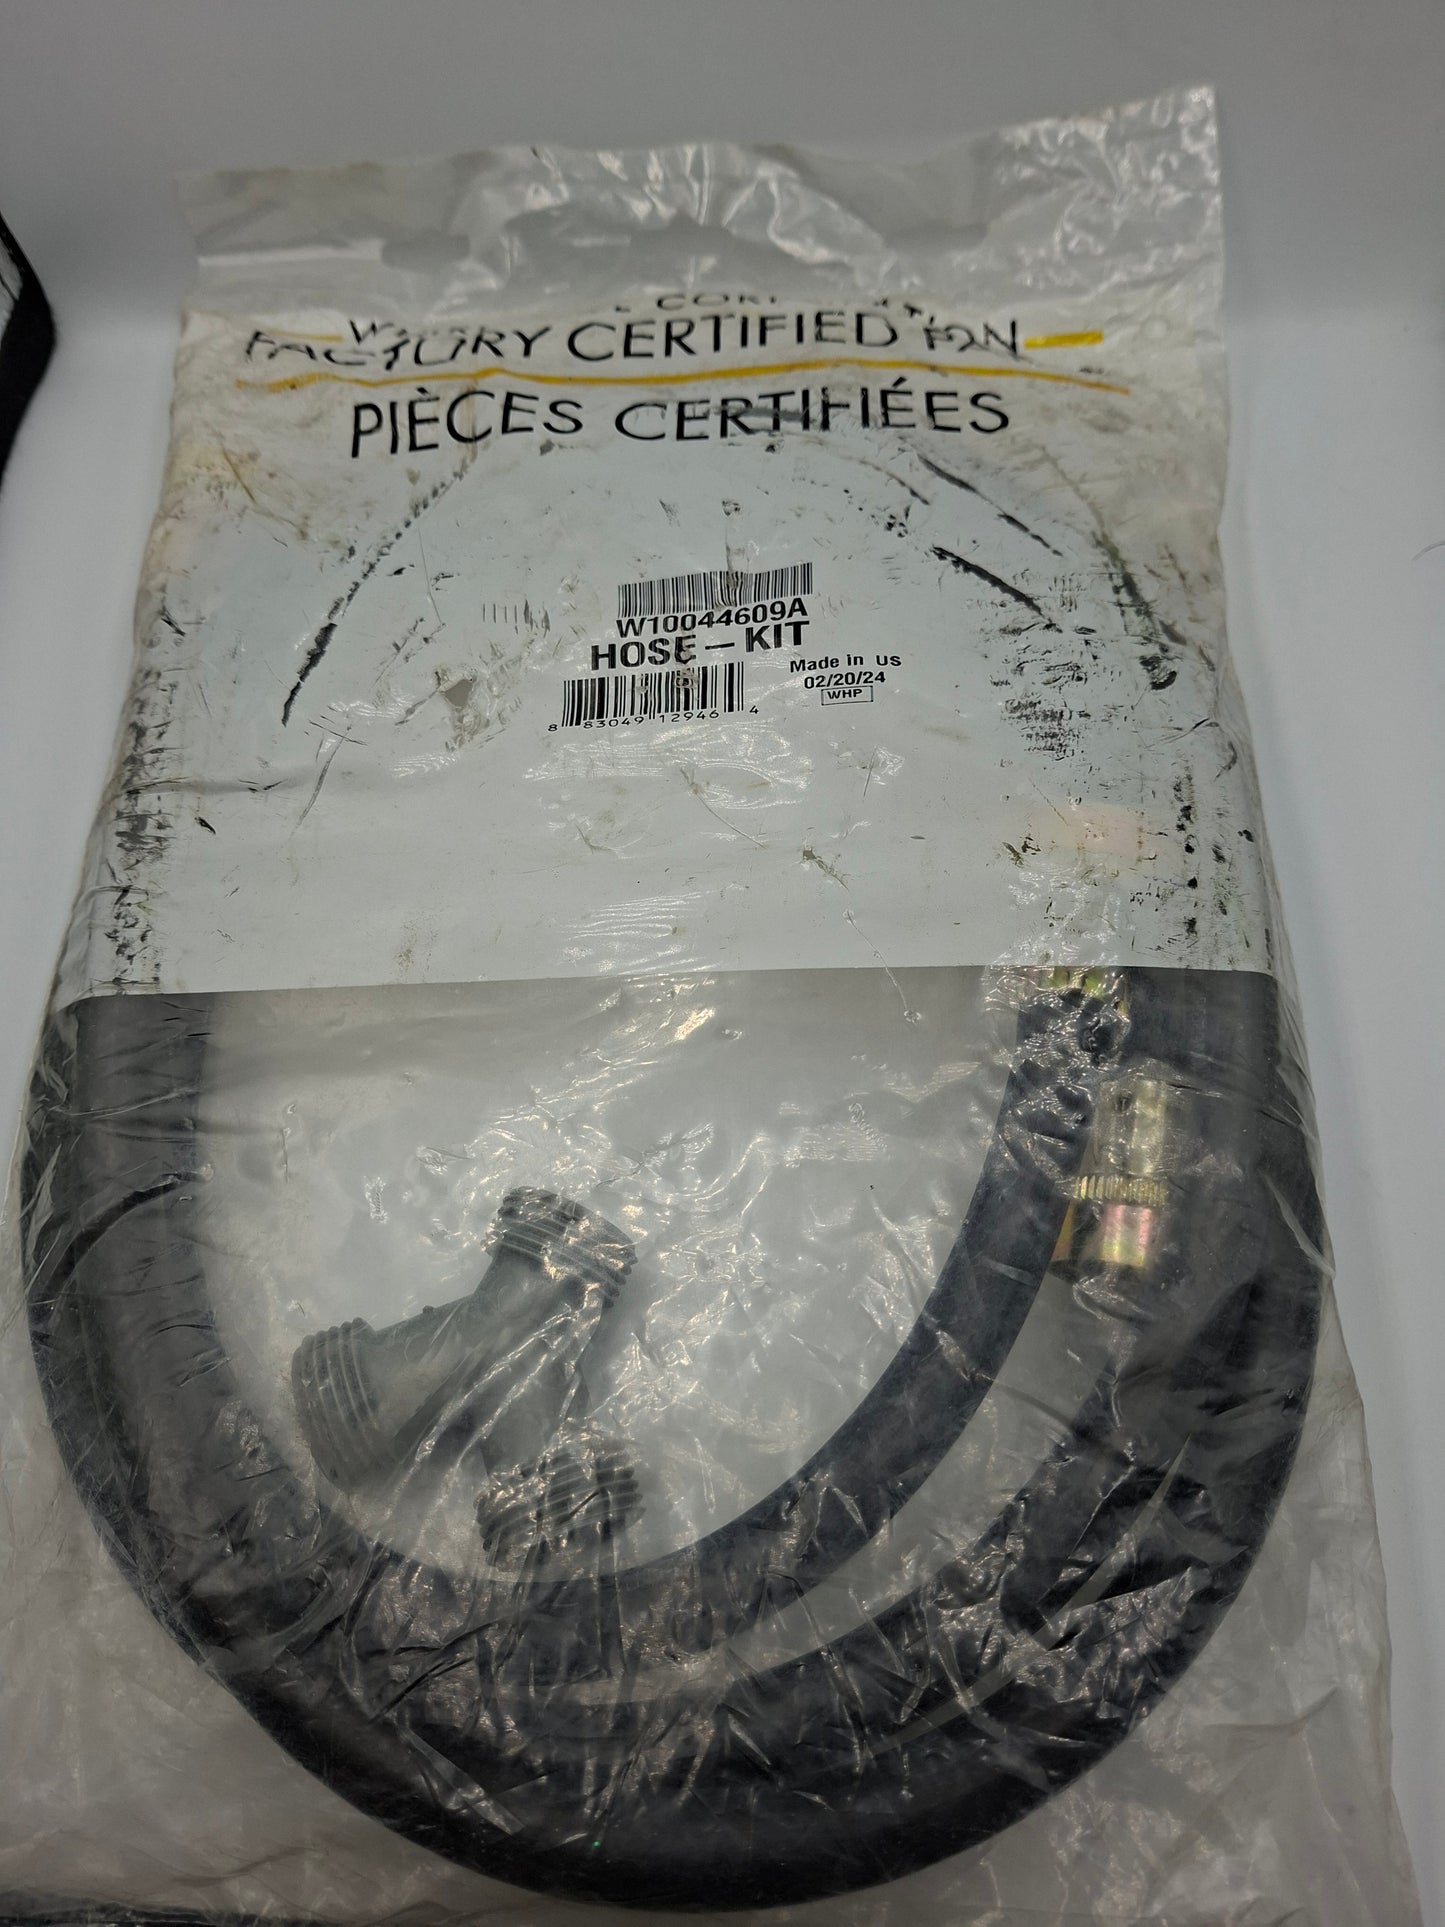 FACTORY CERTIFIED
PIÈCES CERTIFIÉES
W10044609A
HOSE – KIT
Made in US
02/20/24
WHP
8 83049 12946 4